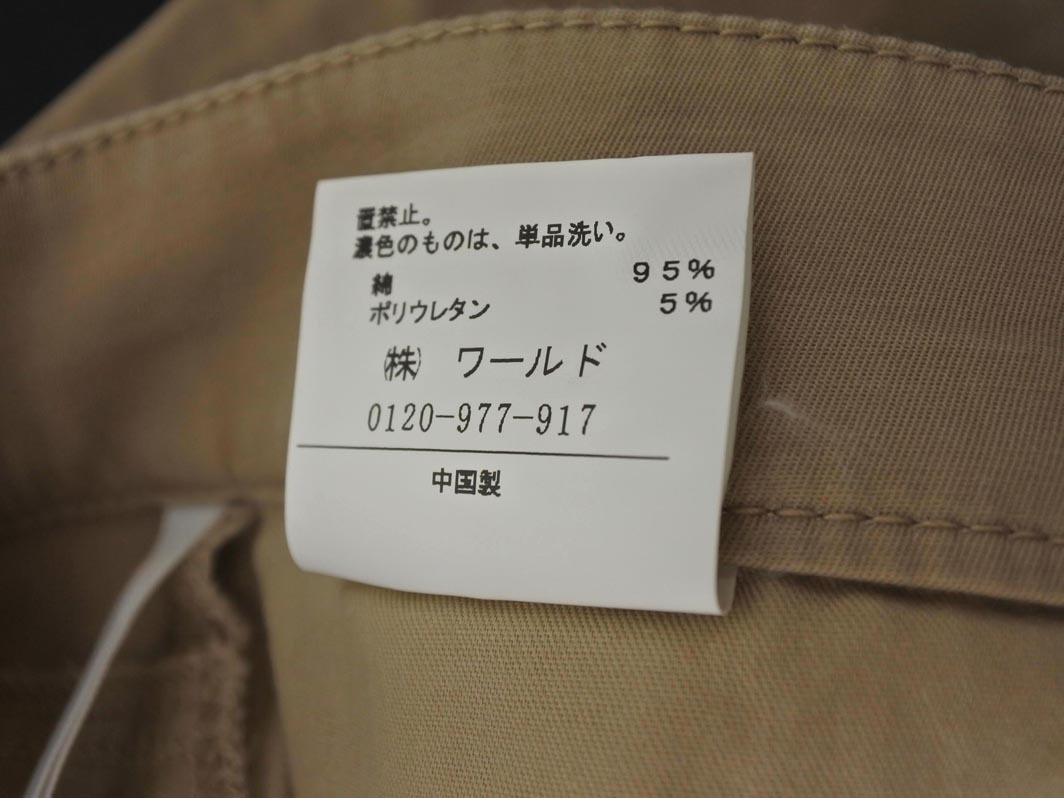 置禁止。
濃色のものは、単品洗い。
綿 95%
ポリウレタン 5%
㈱ ワールド
0120-977-917
中国製